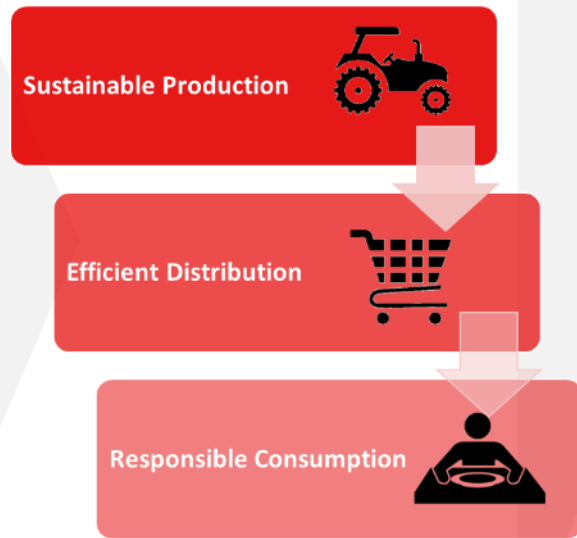 Sustainable Production
Efficient Distribution
Responsible Consumption